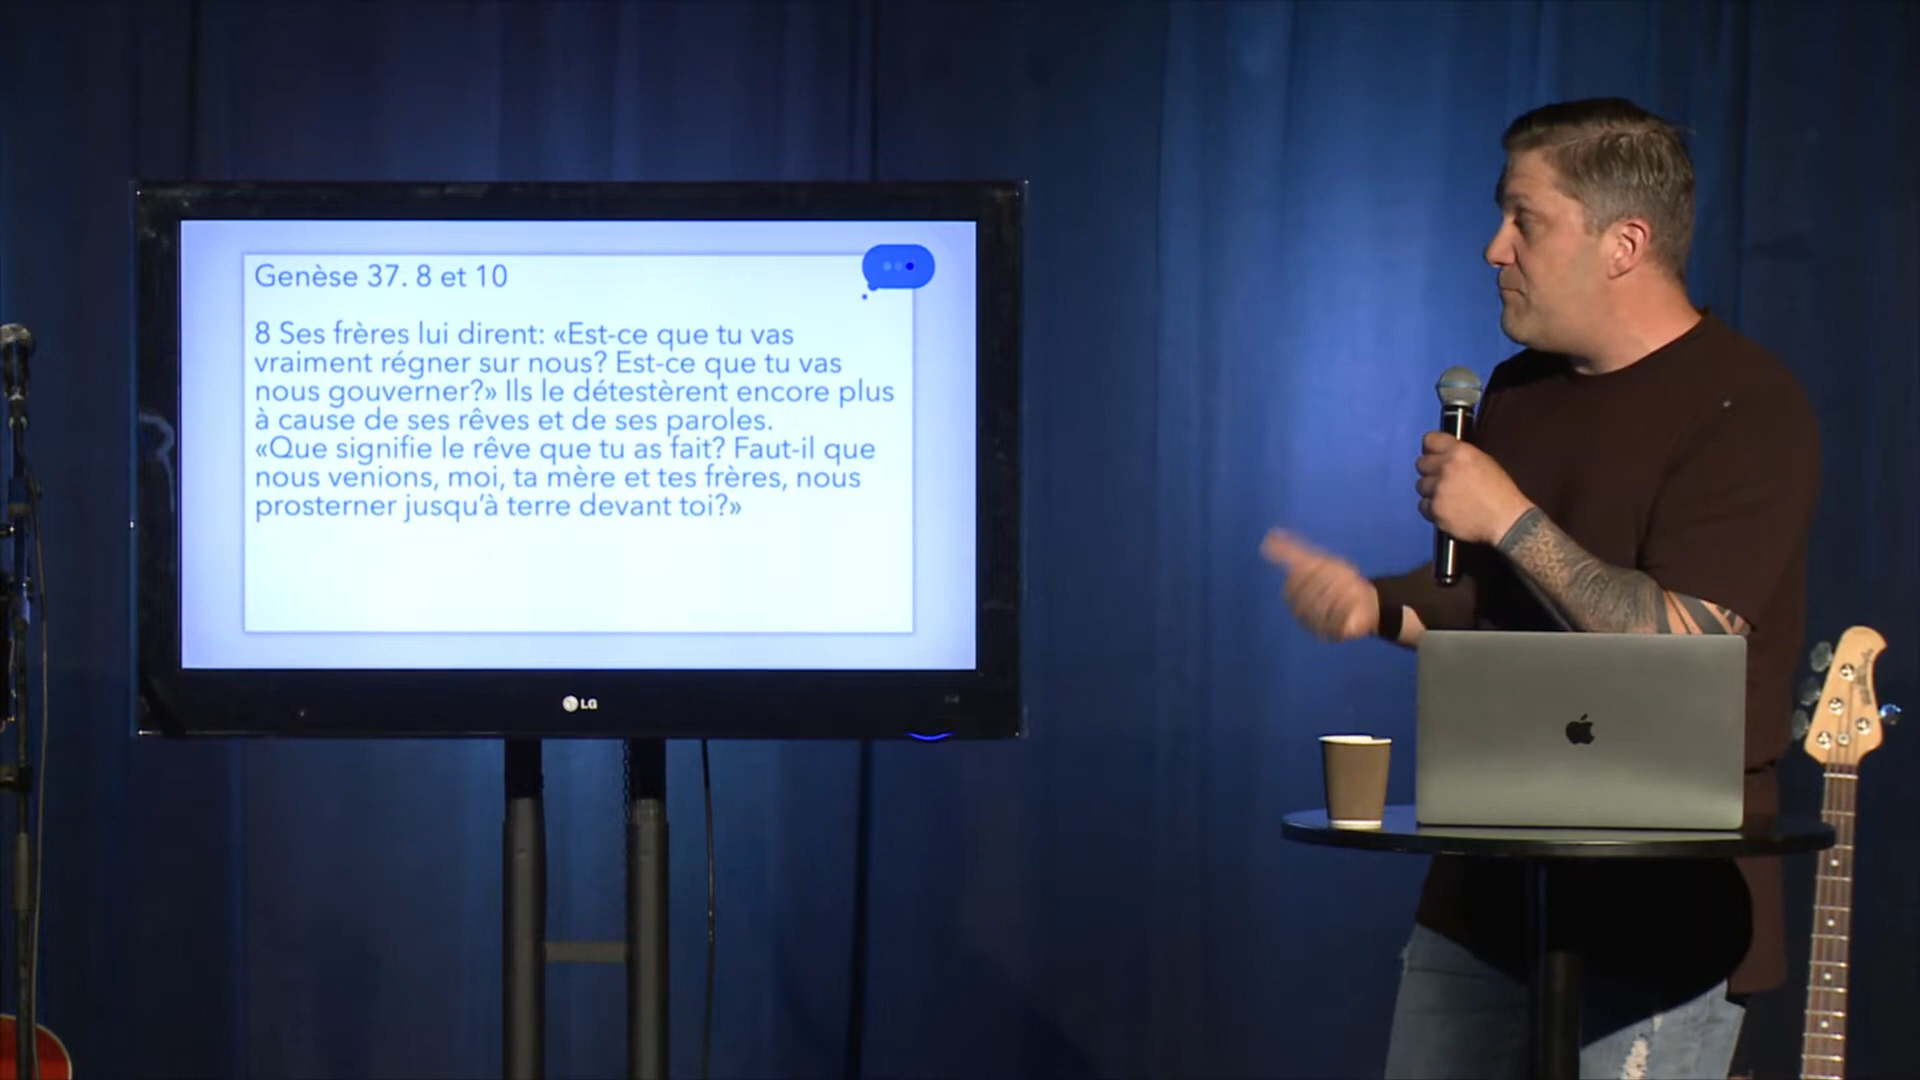 Genèse 37. 8 et 10
8 Ses frères lui dirent: «Est-ce que tu vas
vraiment régner sur nous? Est-ce que tu vas
nous gouverner?» Ils le détestèrent encore plus
à cause de ses rêves et de ses paroles.
«Que signifie le rêve que tu as fait? Faut-il que
nous venions, moi, ta mère et tes frères, nous
prosterner jusqu’à terre devant toi?»
LG